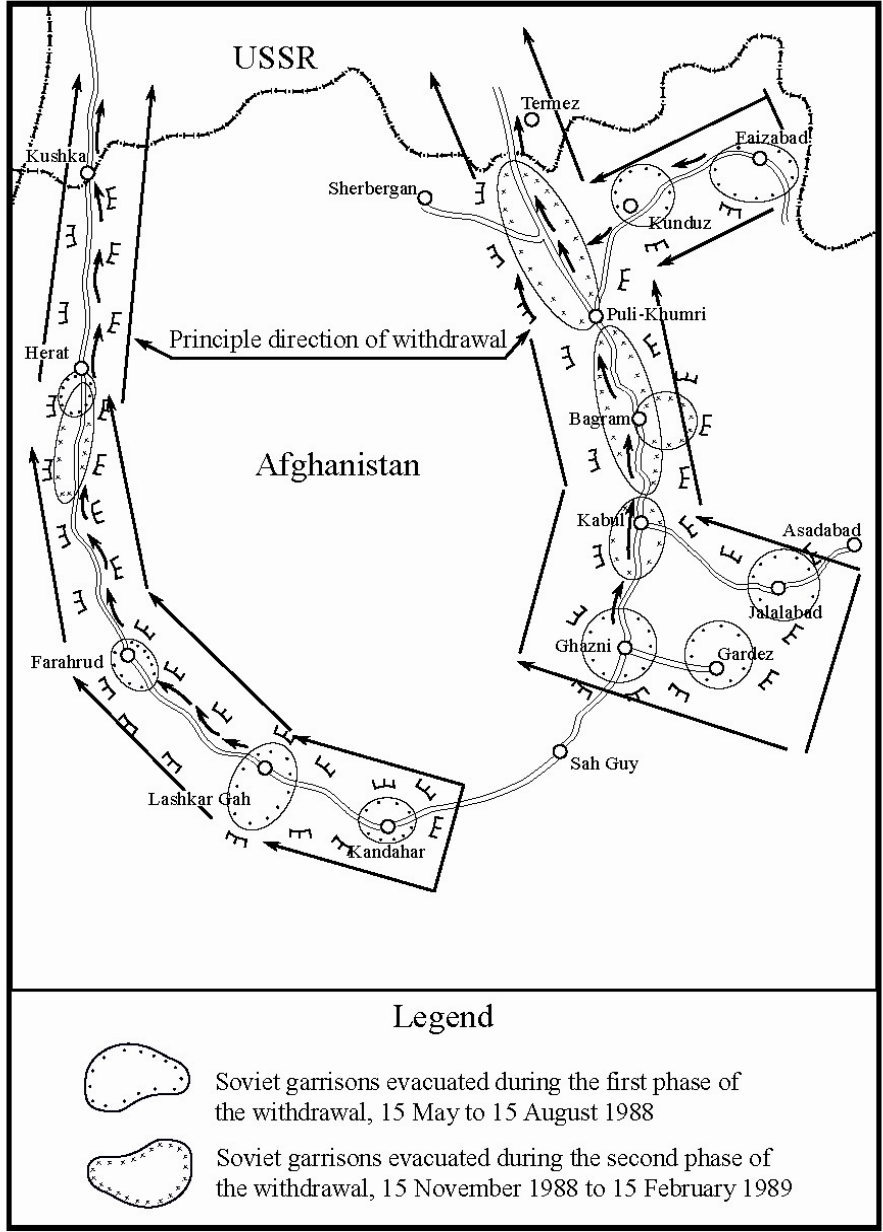 USSR
Termez
Faizabad
Kushka
Sherbergan
Kunduz
Puli-Khumri
Principle direction of withdrawal
Herat
Bagram
Afghanistan
Kabul
Asadabad
Jalalabad
Ghazni
Gardez
Farahrud
Sah Guy
Lashkar Gah
Kandahar
Legend
Soviet garrisons evacuated during the first phase of
the withdrawal, 15 May to 15 August 1988
Soviet garrisons evacuated during the second phase of
the withdrawal, 15 November 1988 to 15 February 1989